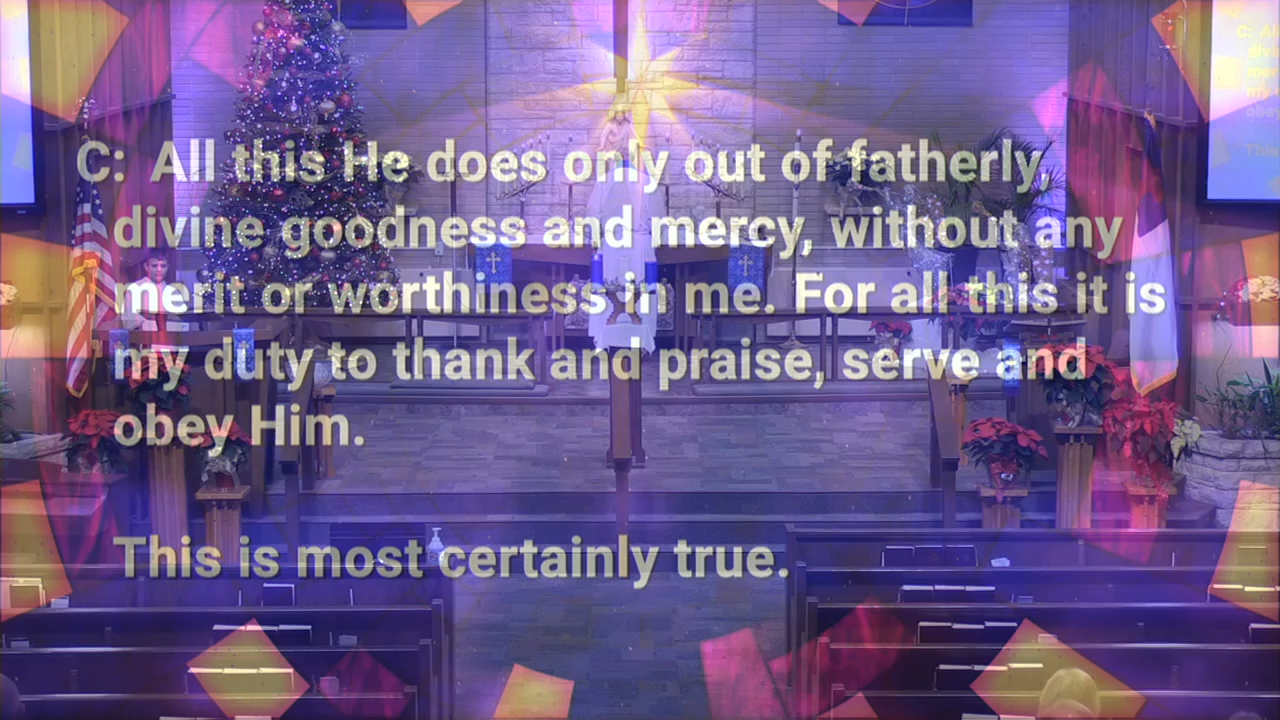 C: All this He does only out of fatherly,
divine goodness and mercy, without any
merit or worthiness in me. For all this it is
my duty to thank and praise, serve and
obey Him.
This is most certainly true.